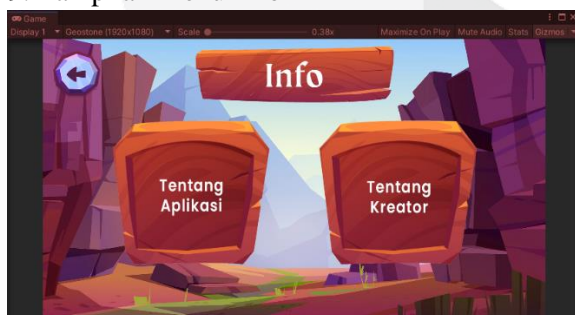 Game
Display 1 Geostone (1920x1080) Scale 0.38x Maximize On Play Mute Audio Stats Gizmos
Info
Tentang
Aplikasi
Tentang
Kreator